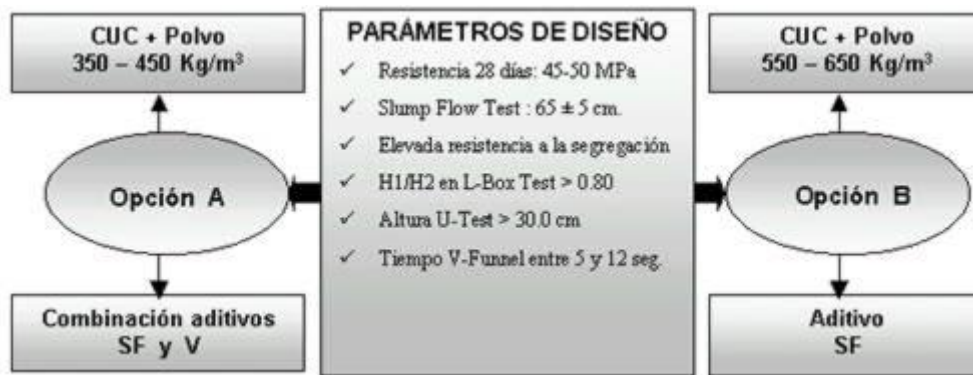 CUC + Polvo
350 – 450 Kg/m³
Opción A
Combinación aditivos
SF y V
PARÁMETROS DE DISEÑO
✓ Resistencia 28 días: 45-50 MPa
✓ Slump Flow Test : 65 ± 5 cm.
✓ Elevada resistencia a la segregación
✓ H1/H2 en L-Box Test > 0.80
✓ Altura U-Test > 30.0 cm
✓ Tiempo V-Funnel entre 5 y 12 seg.
CUC + Polvo
550 – 650 Kg/m³
Opción B
Aditivo
SF